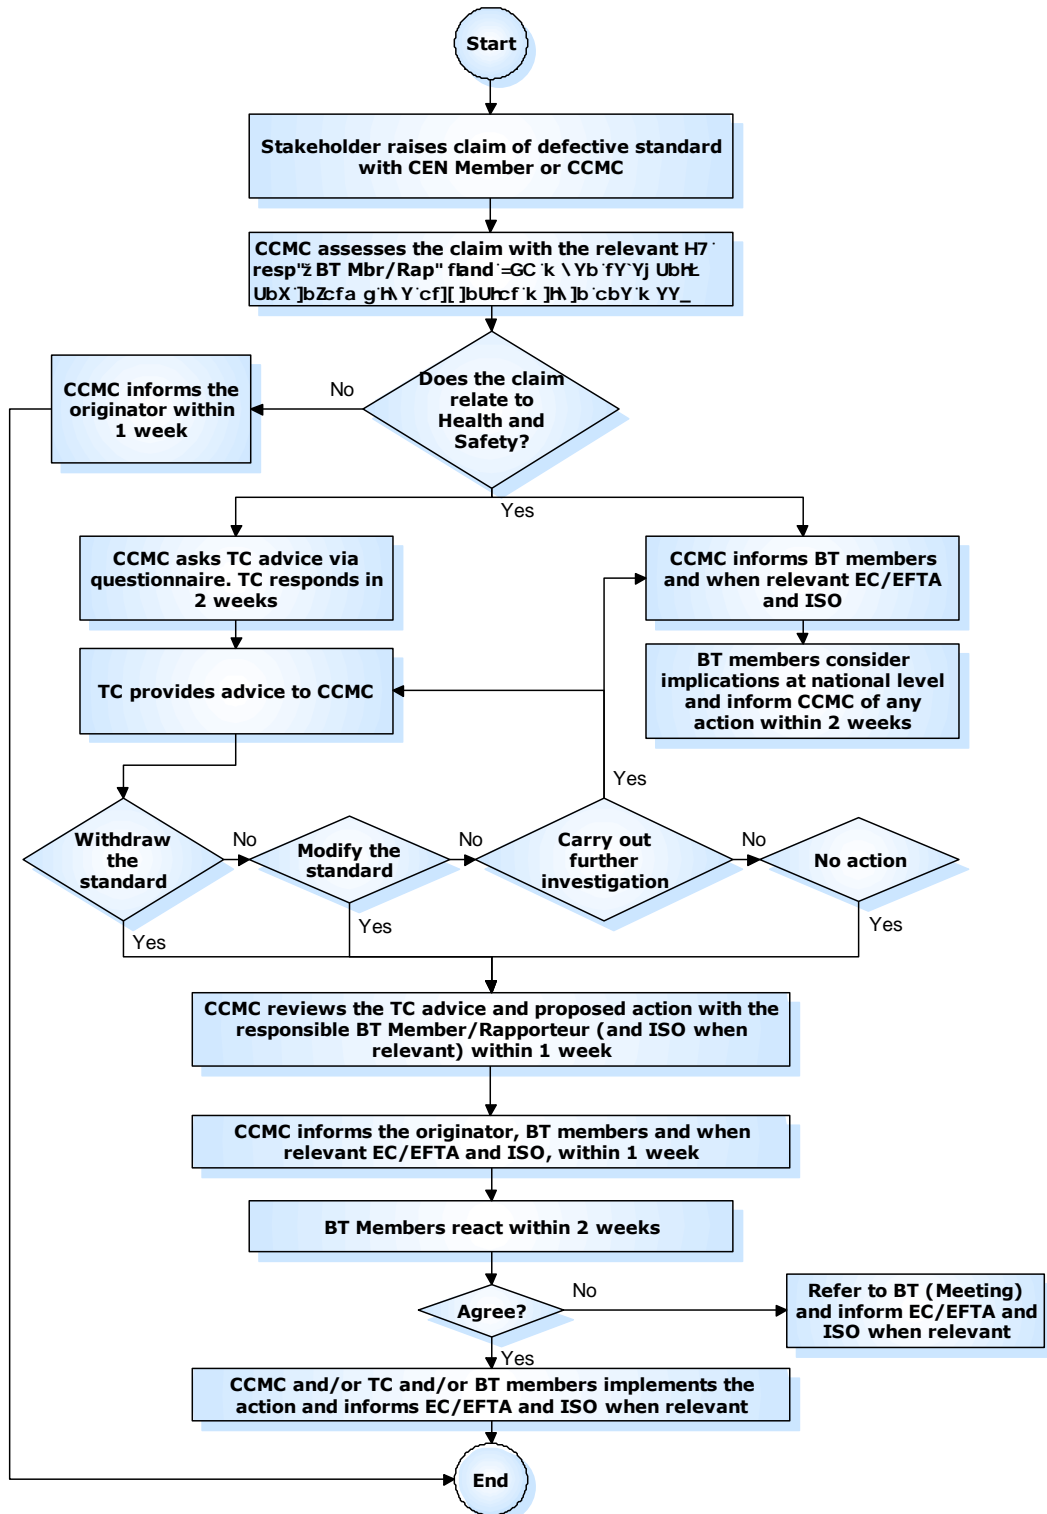 Start
Stakeholder raises claim of defective standard
with CEN Member or CCMC
CCMC assesses the claim with the relevant
BT Mbr/Rap
Does the claim
relate to
Health and
Safety?
No
CCMC informs the
originator within
1 week
Yes
CCMC asks TC advice via
questionnaire. TC responds in
2 weeks
CCMC informs BT members
and when relevant EC/EFTA
and ISO
TC provides advice to CCMC
BT members consider
implications at national level
and inform CCMC of any
action within 2 weeks
Yes
Withdraw
the
standard
No
Modify the
standard
No
Carry out
further
investigation
No
No action
Yes
Yes
Yes
CCMC reviews the TC advice and proposed action with the
responsible BT Member/Rapporteur (and ISO when
relevant) within 1 week
CCMC informs the originator, BT members and when
relevant EC/EFTA and ISO, within 1 week
BT Members react within 2 weeks
Agree?
No
Refer to BT (Meeting)
and inform EC/EFTA and
ISO when relevant
Yes
CCMC and/or TC and/or BT members implements the
action and informs EC/EFTA and ISO when relevant
End